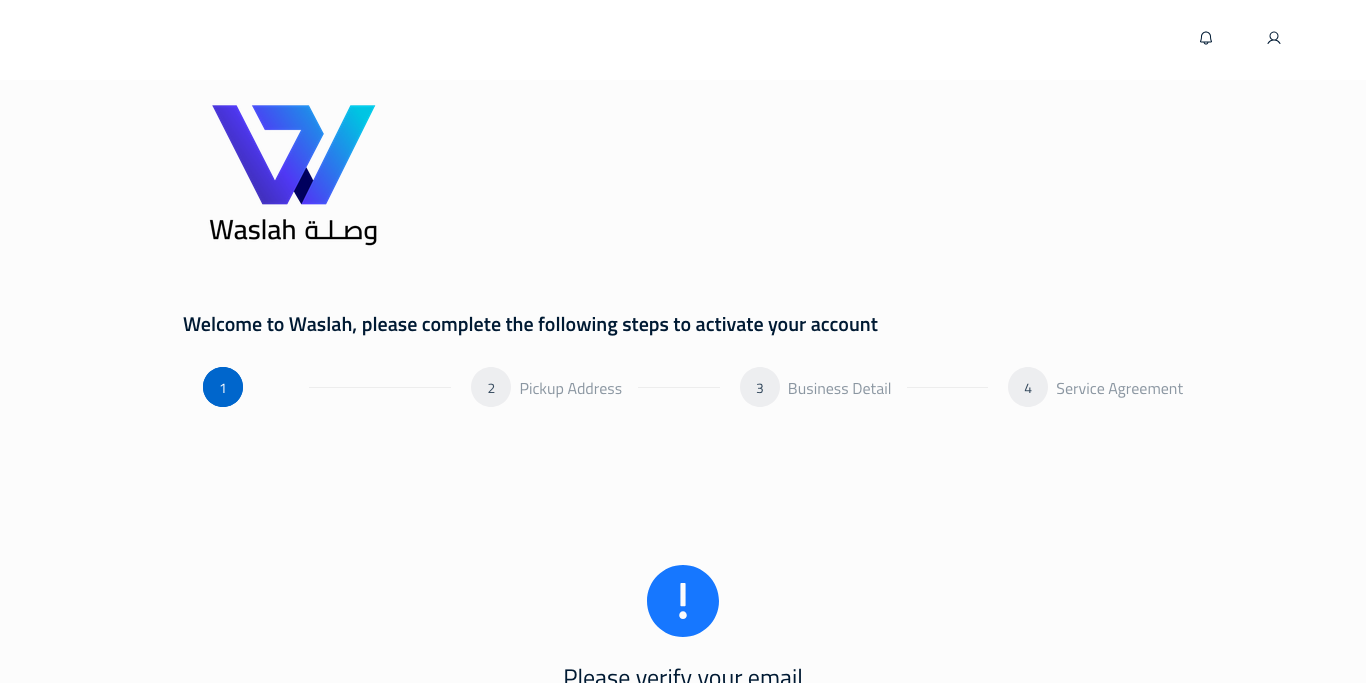 Waslah وصلة
Welcome to Waslah, please complete the following steps to activate your account
1
2 Pickup Address
3 Business Detail
4 Service Agreement
Please verify your email